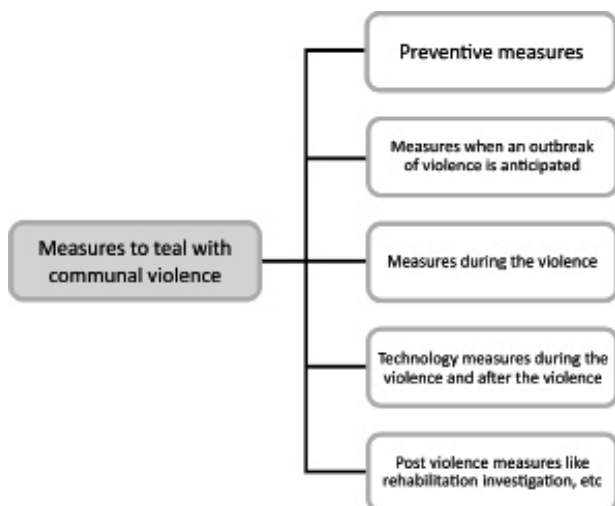 Preventive measures
Measures when an outbreak
of violence is anticipated
Measures to teal with
communal violence
Measures during the violence
Technology measures during the
violence and after the violence
Post violence measures like
rehabilitation investigation, etc